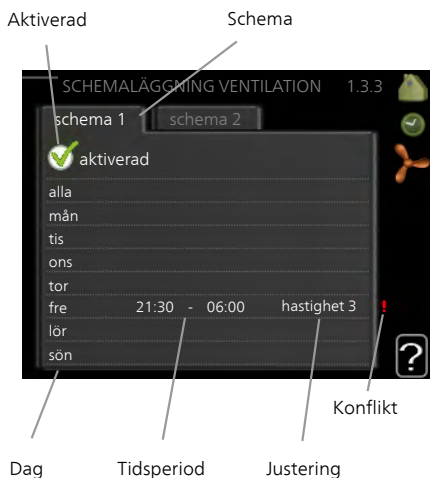 Aktiverad Schema
SCHEMALÄGGNING VENTILATION 1.3.3
schema 1 schema 2
aktiverad
alla
mån
tis
ons
tor
fre 21:30 - 06:00 hastighet 3 !
lör
sön
?
Konflikt
Dag Tidsperiod Justering